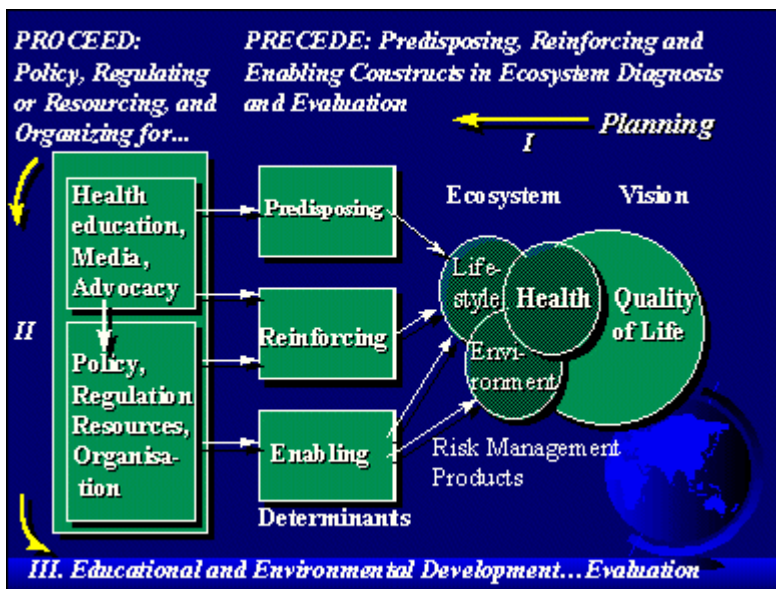 PROCEED:
Policy, Regulating
or Resourcing, and
Organizing for...
PRECEDE: Predisposing, Reinforcing and
Enabling Constructs in Ecosystem Diagnosis
and Evaluation
I
Planning
Health
education,
Media,
Advocacy
II
Policy,
Regulation
Resources,
Organisa-
tion
Predisposing
Reinforcing
Enabling
Determinants
Ecosystem
Vision
Life-
style
Health
Envi-
ronment
Quality
of Life
Risk Management
Products
III. Educational and Environmental Development...Evaluation